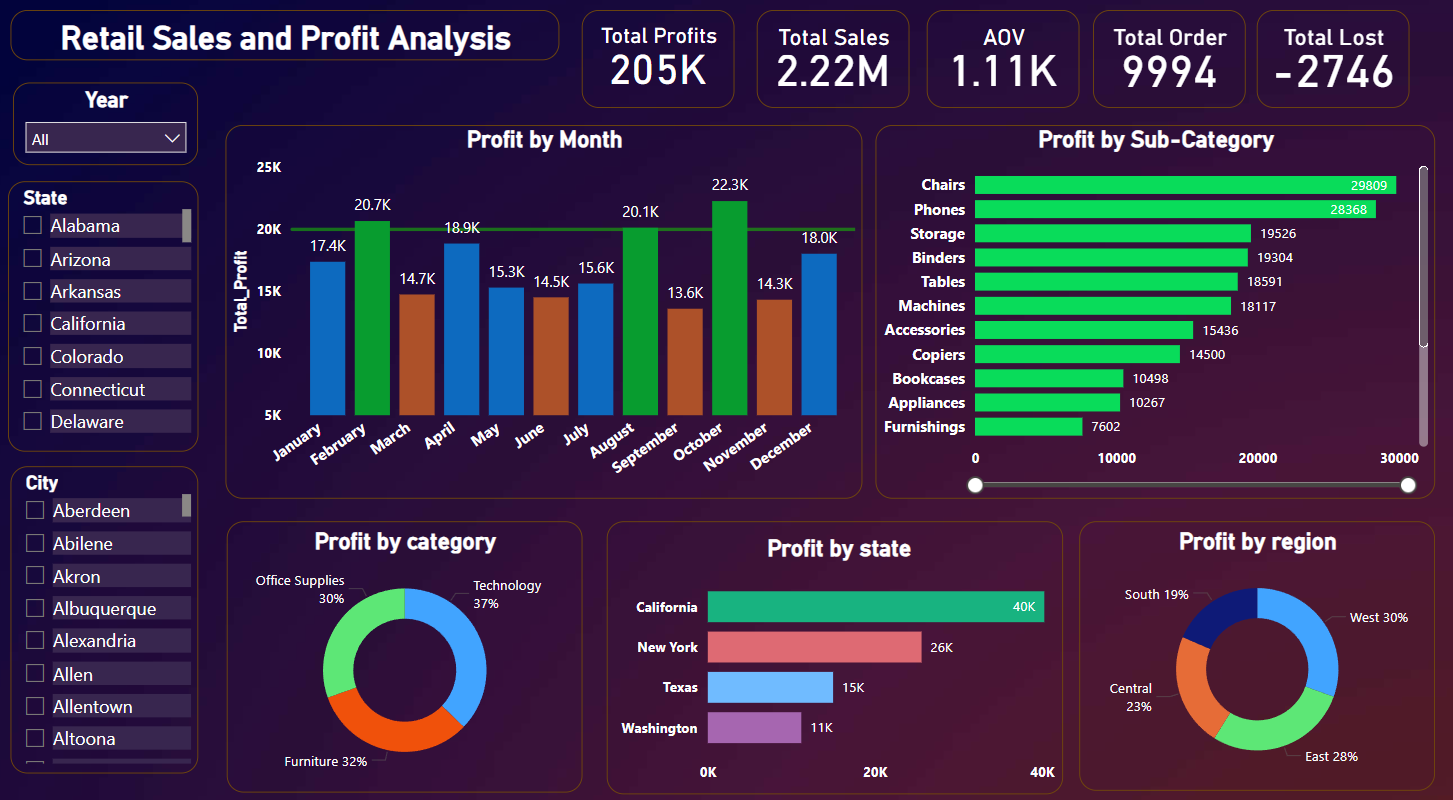 Retail Sales and Profit Analysis
Total Profits
205K
Total Sales
2.22M
AOV
1.11K
Total Order
9994
Total Lost
-2746
Year
All
State
Alabama
Arizona
Arkansas
California
Colorado
Connecticut
Delaware
City
Aberdeen
Abilene
Akron
Albuquerque
Alexandria
Allen
Allentown
Altoona
Profit by Month
Total_Profit
25K
20K
15K
10K
5K
17.4K
20.7K
14.7K
18.9K
15.3K
14.5K
15.6K
20.1K
13.6K
22.3K
14.3K
18.0K
January
February
March
April
May
June
July
August
September
October
November
December
Profit by Sub-Category
Chairs 29809
Phones 28368
Storage 19526
Binders 19304
Tables 18591
Machines 18117
Accessories 15436
Copiers 14500
Bookcases 10498
Appliances 10267
Furnishings 7602
0 10000 20000 30000
Profit by category
Office Supplies
30%
Technology
37%
Furniture 32%
Profit by state
California 40K
New York 26K
Texas 15K
Washington 11K
0K 20K 40K
Profit by region
South 19%
West 30%
Central
23%
East 28%